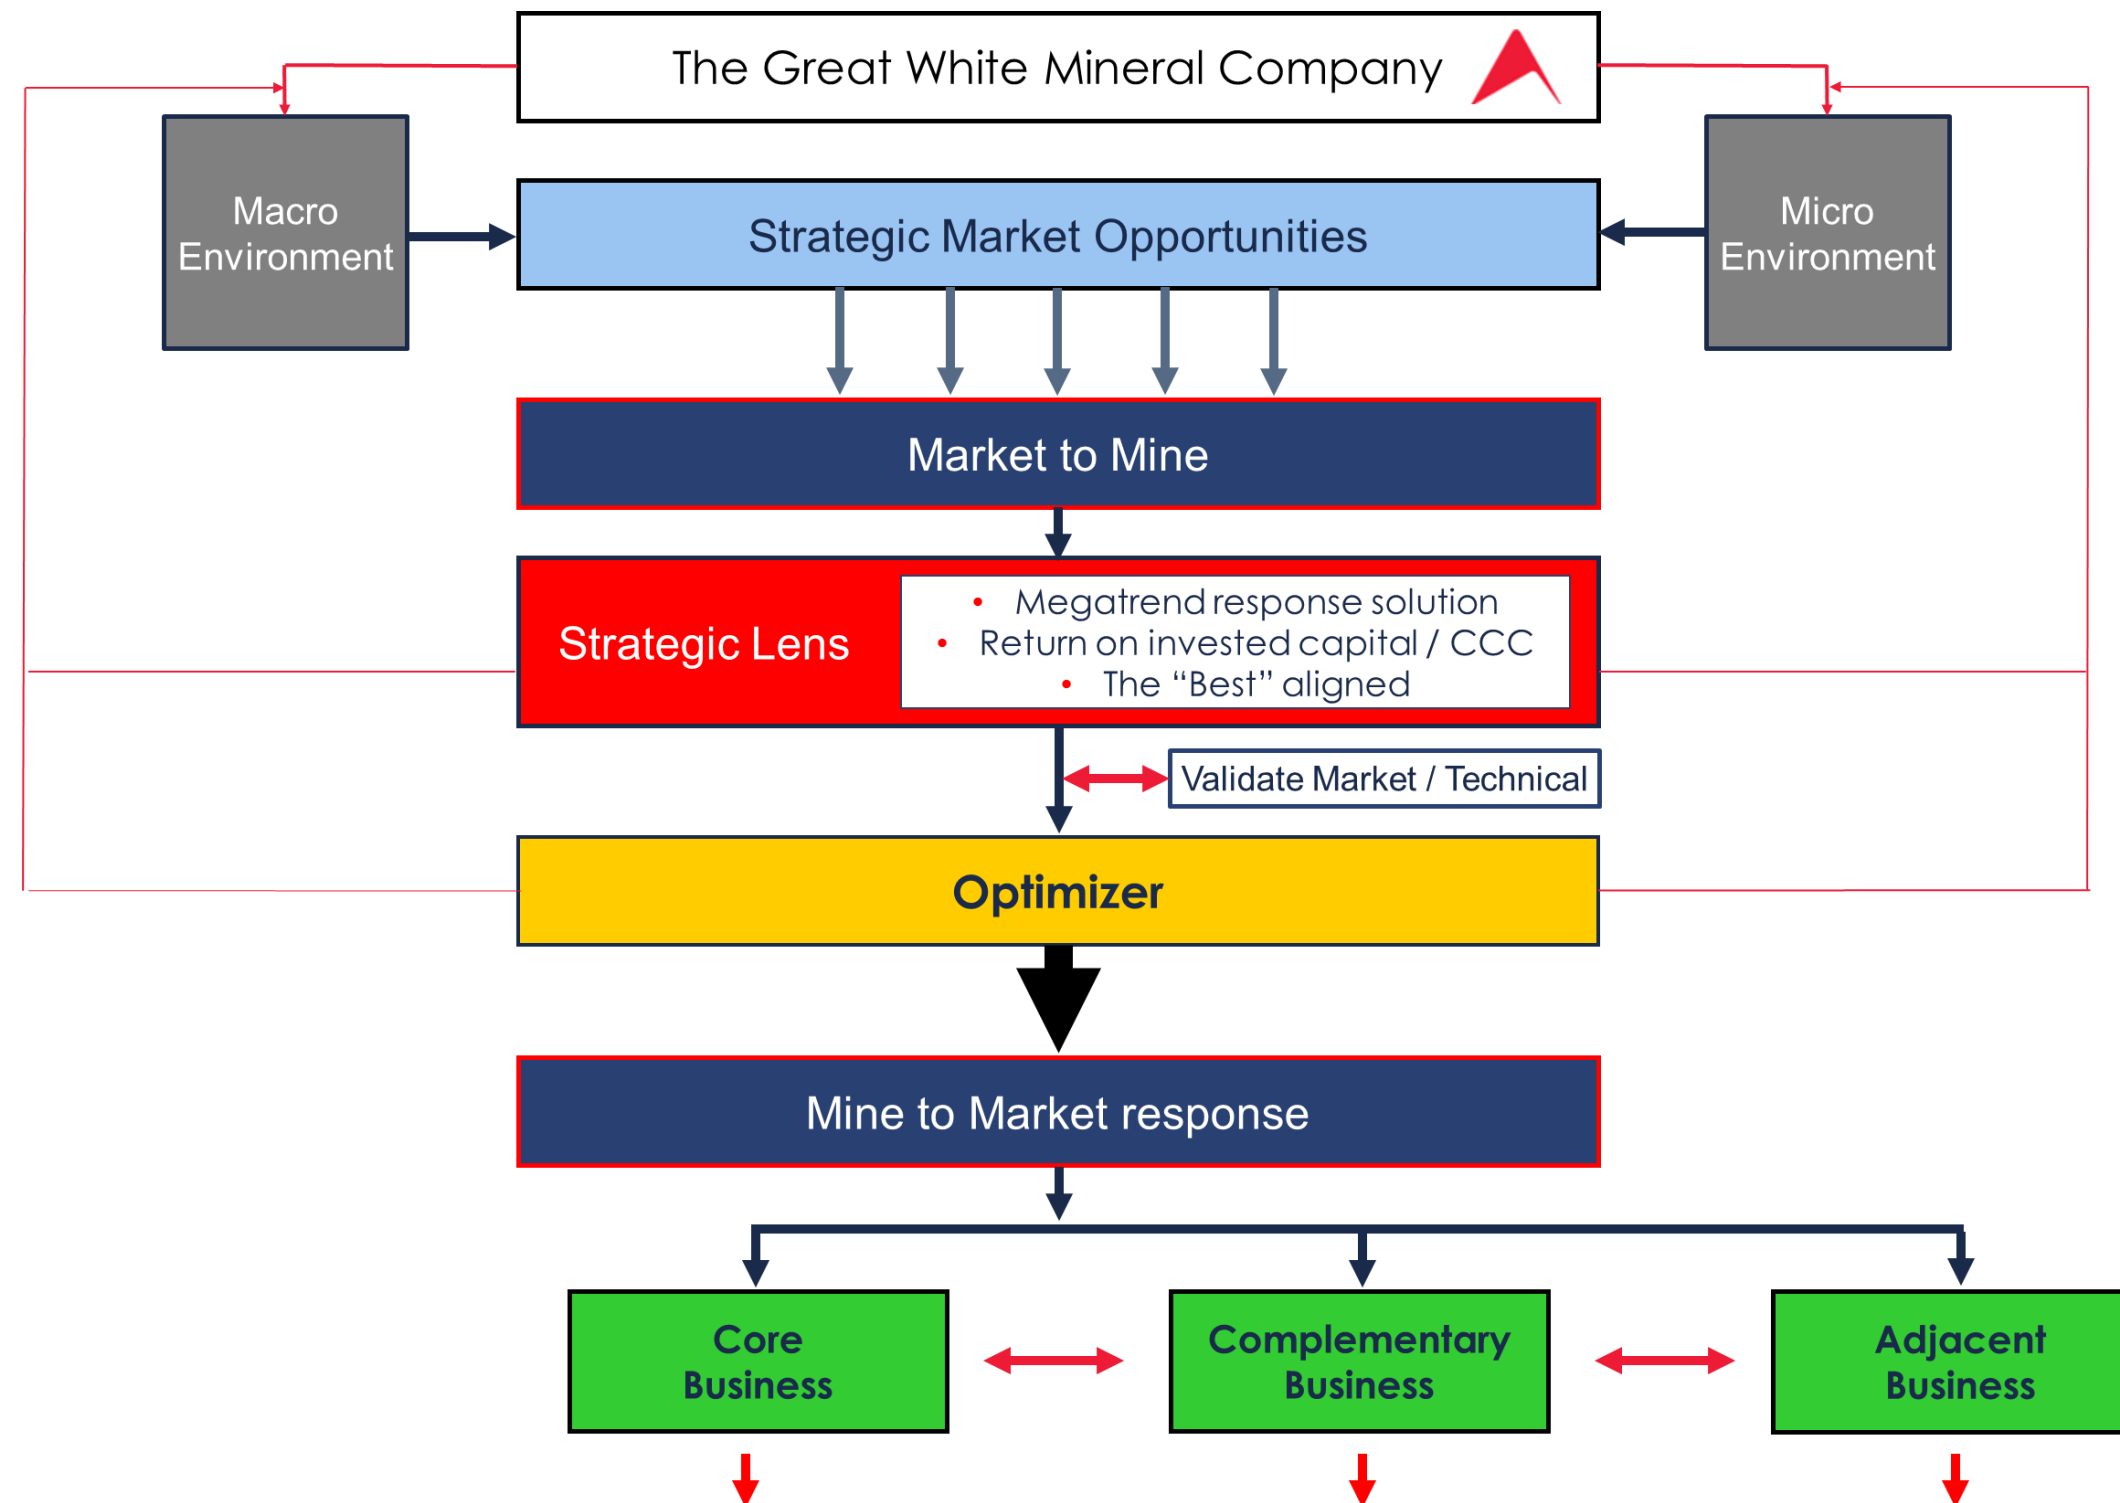 The Great White Mineral Company
Macro
Environment
Strategic Market Opportunities
Micro
Environment
Market to Mine
Strategic Lens
• Megatrend response solution
• Return on invested capital / CCC
• The “Best” aligned
Validate Market / Technical
Optimizer
Mine to Market response
Core
Business
Complementary
Business
Adjacent
Business